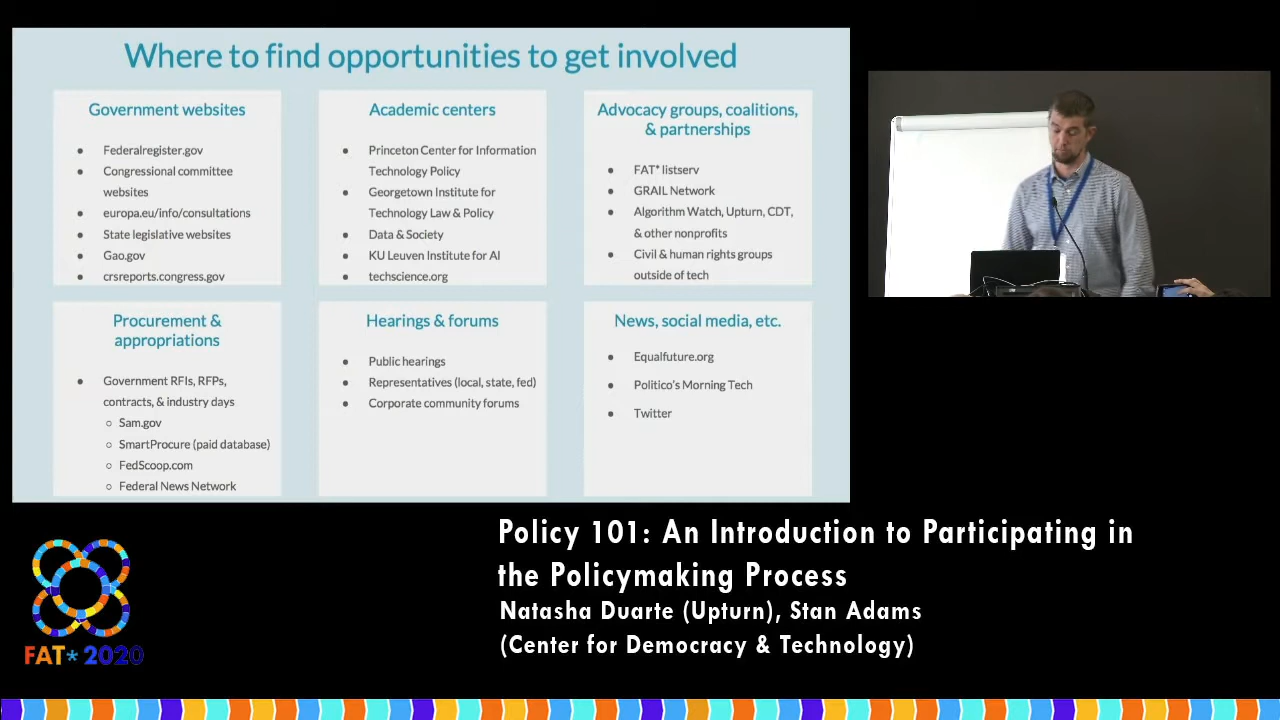 Where to find opportunities to get involved
Government websites
Federalregister.gov
Congressional committee
websites
europa.eu/info/consultations
State legislative websites
Gao.gov
crsreports.congress.gov
Academic centers
Princeton Center for Information
Technology Policy
Georgetown Institute for
Technology Law & Policy
Data & Society
KU Leuven Institute for AI
techscience.org
Advocacy groups, coalitions,
& partnerships
FAT* listserv
GRAIL Network
Algorithm Watch, Upturn, CDT,
& other nonprofits
Civil & human rights groups
outside of tech
Procurement &
appropriations
Government RFIs, RFPs,
contracts, & industry days
Sam.gov
SmartProcure (paid database)
FedScoop.com
Federal News Network
Hearings & forums
Public hearings
Representatives (local, state, fed)
Corporate community forums
News, social media, etc.
Equalfuture.org
Politico's Morning Tech
Twitter
Policy 101: An Introduction to Participating in
the Policymaking Process
Natasha Duarte (Upturn), Stan Adams
(Center for Democracy & Technology)
FAT* 2020